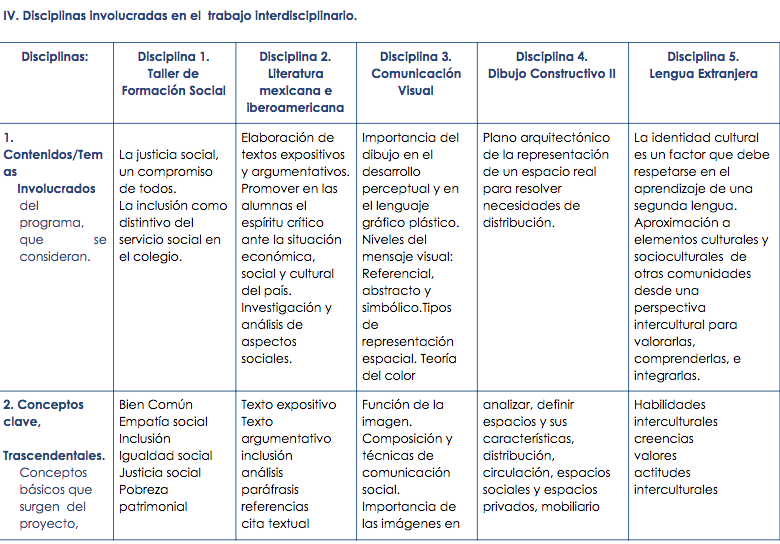 IV. Disciplinas involucradas en el trabajo interdisciplinario.
Disciplinas:
Disciplina 1.
Taller de
Formación Social
Disciplina 2.
Literatura
mexicana e
iberoamericana
Disciplina 3.
Comunicación
Visual
Disciplina 4.
Dibujo Constructivo II
Disciplina 5.
Lengua Extranjera
1.
Contenidos/Tem
as
Involucrados
del
programa,
que se
consideran.
La justicia social,
un compromiso
de todos.
La inclusión como
distintivo del
servicio social en
el colegio.
Elaboración de
textos expositivos
y argumentativos.
Promover en las
alumnas el
espíritu crítico
ante la situación
económica,
social y cultural
del país.
Investigación y
análisis de
aspectos
sociales.
Importancia del
dibujo en el
desarrollo
perceptual y en
el lenguaje
gráfico plástico.
Niveles del
mensaje visual:
Referencial,
abstracto y
simbólico.Tipos
de
representación
espacial. Teoría
del color
Plano arquitectónico
de la representación
de un espacio real
para resolver
necesidades de
distribución.
La identidad cultural
es un factor que debe
respetarse en el
aprendizaje de una
segunda lengua.
Aproximación a
elementos culturales y
socioculturales de
otras comunidades
desde una
perspectiva
intercultural para
valorarlas,
comprenderlas, e
integrarlas.
2. Conceptos
clave,
Trascendentales.
Conceptos
básicos que
surgen del
proyecto,
Bien Común
Empatía social
Inclusión
Igualdad social
Justicia social
Pobreza
patrimonial
Texto expositivo
Texto
argumentativo
inclusión
análisis
paráfrasis
referencias
cita textual
Función de la
imagen.
Composición y
técnicas de
comunicación
social.
Importancia de
las imágenes en
analizar, definir
espacios y sus
características,
distribución,
circulación, espacios
sociales y espacios
privados, mobiliario
Habilidades
interculturales
creencias
valores
actitudes
interculturales